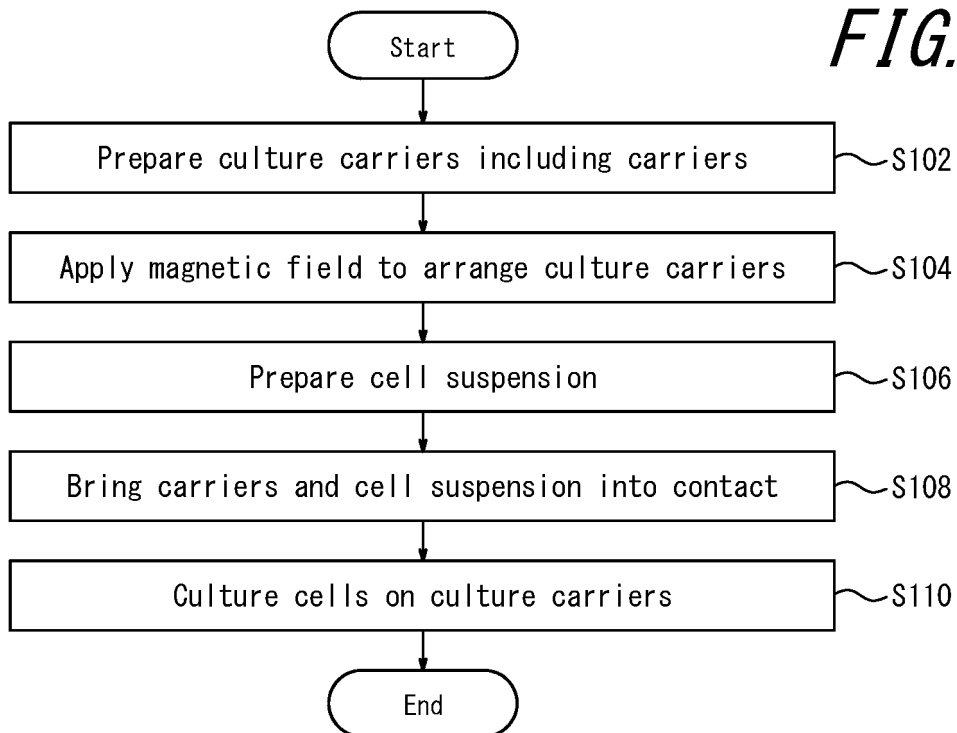 FIG.
Start
Prepare culture carriers including carriers
S102
Apply magnetic field to arrange culture carriers
S104
Prepare cell suspension
S106
Bring carriers and cell suspension into contact
S108
Culture cells on culture carriers
S110
End